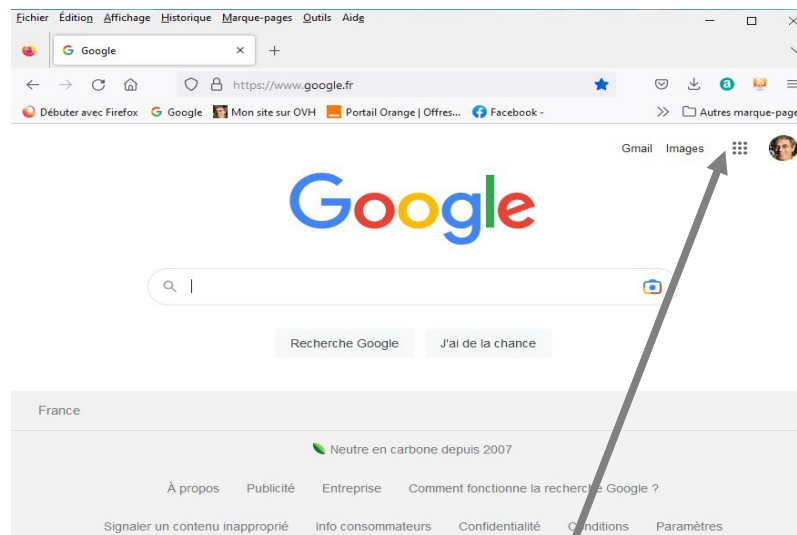 Fichier Édition Affichage Historique Marque-pages Outils Aide
Google
https://www.google.fr
Débuter avec Firefox Google Mon site sur OVH Portail Orange | Offres... Facebook - Autres marque-page
Gmail Images
Google
Recherche Google J'ai de la chance
France
Neutre en carbone depuis 2007
À propos Publicité Entreprise Comment fonctionne la recherche Google ?
Signaler un contenu inapproprié Info consommateurs Confidentialité Conditions Paramètres